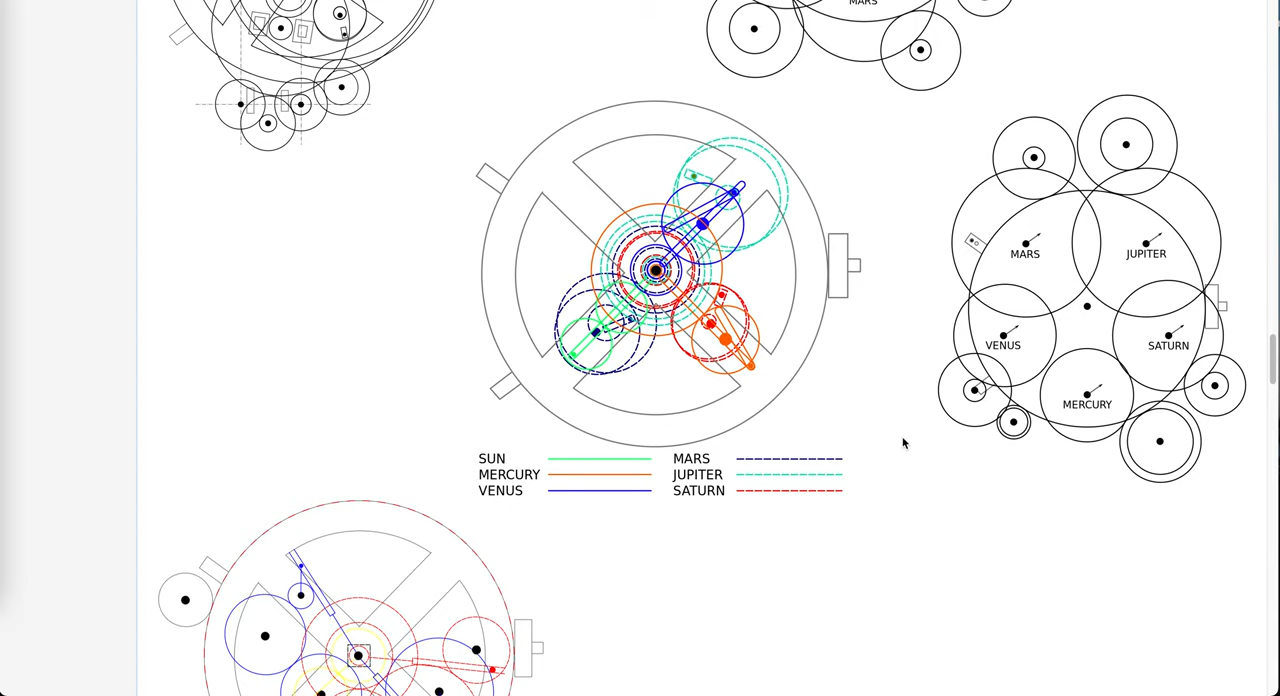 MARS
MARS
JUPITER
VENUS
SATURN
MERCURY
SUN
MERCURY
VENUS
MARS
JUPITER
SATURN